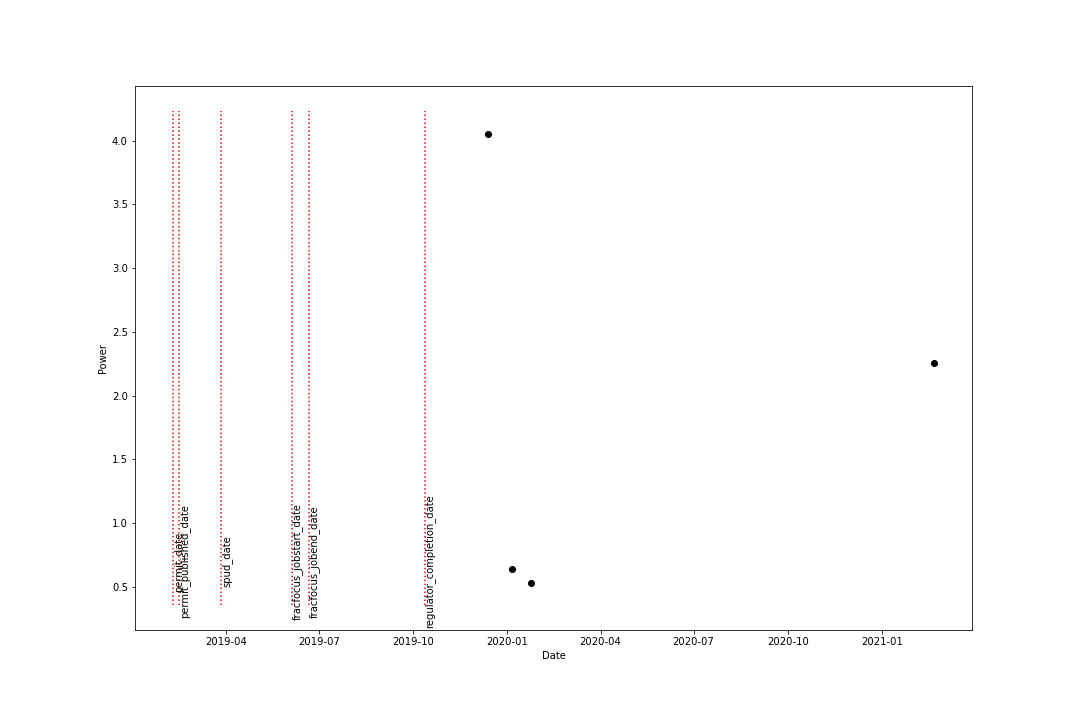 4.0
3.5
3.0
2.5
2.0
1.5
1.0
0.5
Power
permit_date
permit_published_date
spud_date
fracfocus_jobstart_date
fracfocus_jobend_date
regulator_completion_date
2019-04 2019-07 2019-10 2020-01 2020-04 2020-07 2020-10 2021-01
Date